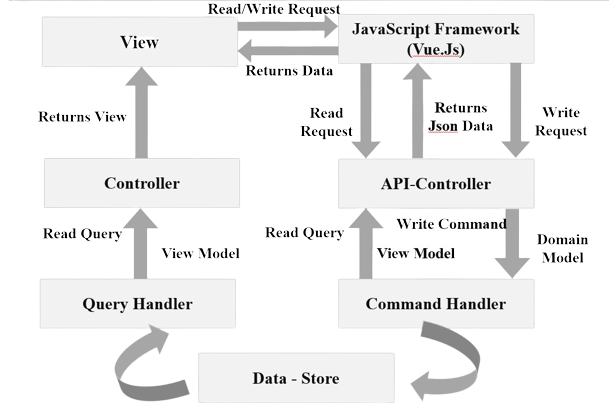 Read/Write Request
View
JavaScript Framework
(Vue.Js)
Returns Data
Returns View
Read
Request
Returns
Json Data
Write
Request
Controller
API-Controller
Read Query
View Model
Read Query
Write Command
View Model
Domain
Model
Query Handler
Command Handler
Data - Store